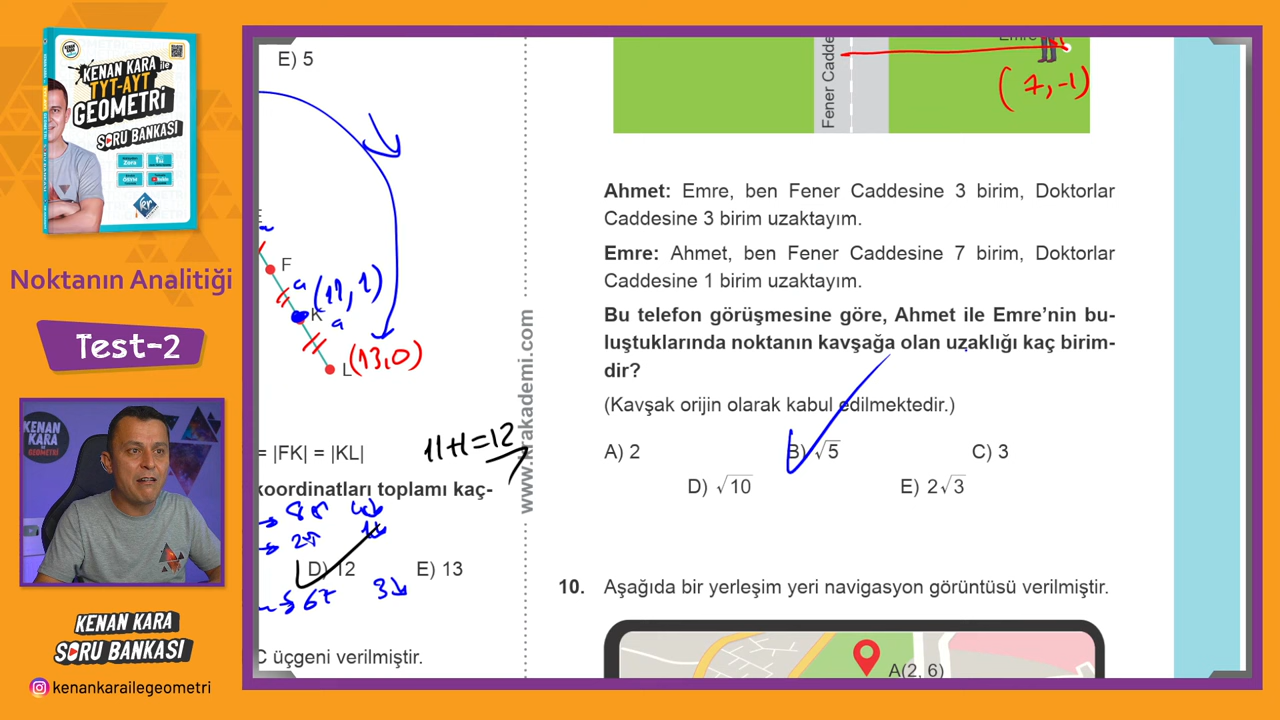 KENAN KARA ile
TYT-AYT
GEOMETRİ
SORU BANKASI
Noktanın Analitiği
Test-2
KENAN KARA
SORU BANKASI
kenankarailegeometri
E) 5
F
a
(11, 1)
K
a
L (13,0)
= |FK| = |KL|
11+1=12
koordinatları toplamı kaç-
D) 12
E) 13
C üçgeni verilmiştir.
www.krakademi.com
Fener Cadde
Emre
(7,-1)
Ahmet: Emre, ben Fener Caddesine 3 birim, Doktorlar
Caddesine 3 birim uzaktayım.
Emre: Ahmet, ben Fener Caddesine 7 birim, Doktorlar
Caddesine 1 birim uzaktayım.
Bu telefon görüşmesine göre, Ahmet ile Emre'nin bu-
luştuklarında noktanın kavşağa olan uzaklığı kaç birim-
dir?
(Kavşak orijin olarak kabul edilmektedir.)
A) 2
B) √5
C) 3
D) √10
E) 2√3
10. Aşağıda bir yerleşim yeri navigasyon görüntüsü verilmiştir.
A(2, 6)